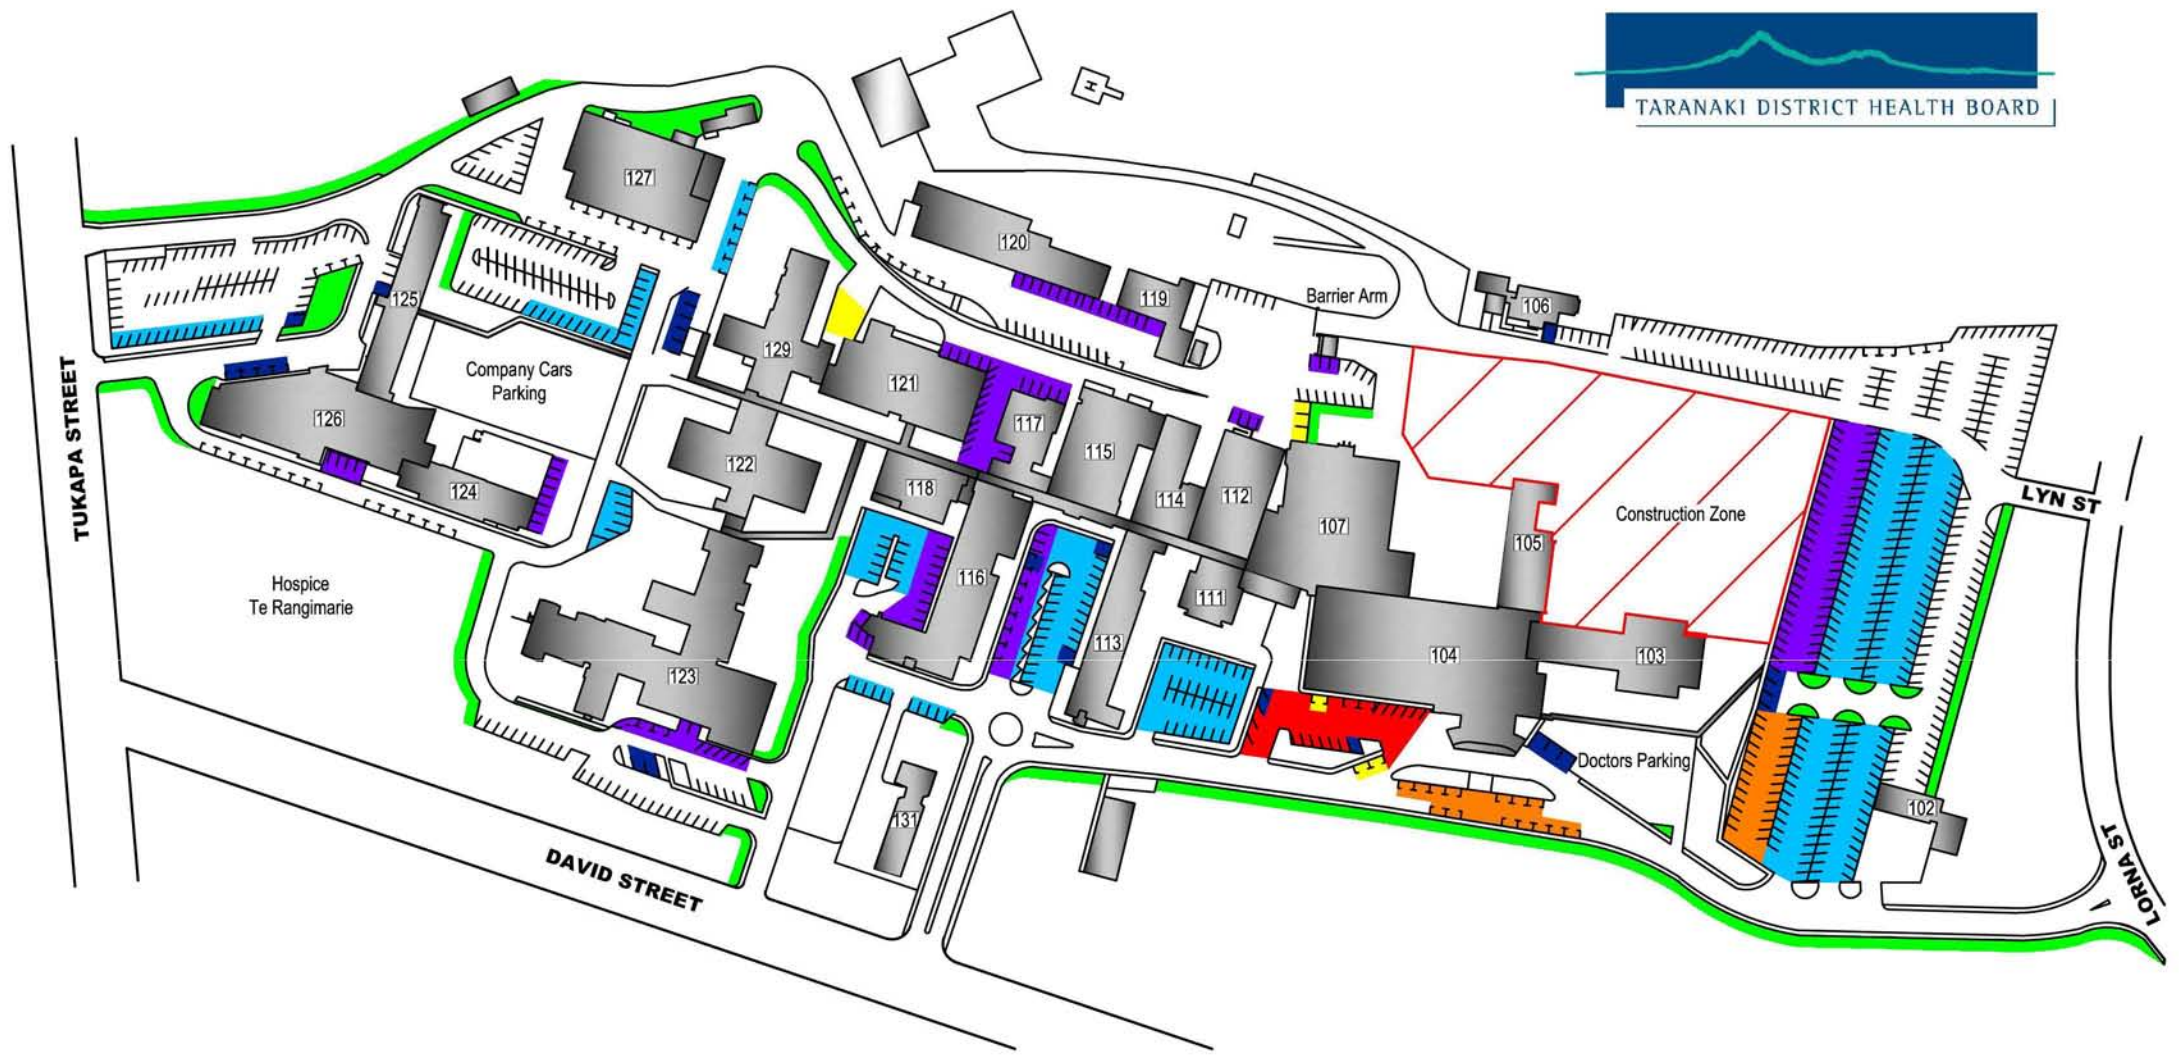 TARANAKI DISTRICT HEALTH BOARD
H
127
120
119
Barrier Arm
106
125
129
Company Cars
Parking
121
126
117
115
122
118
114
112
124
107
Construction Zone
105
LYN ST
TUKAPA STREET
Hospice
Te Rangimarie
116
111
113
104
103
123
Doctors Parking
102
131
DAVID STREET
LORNA ST